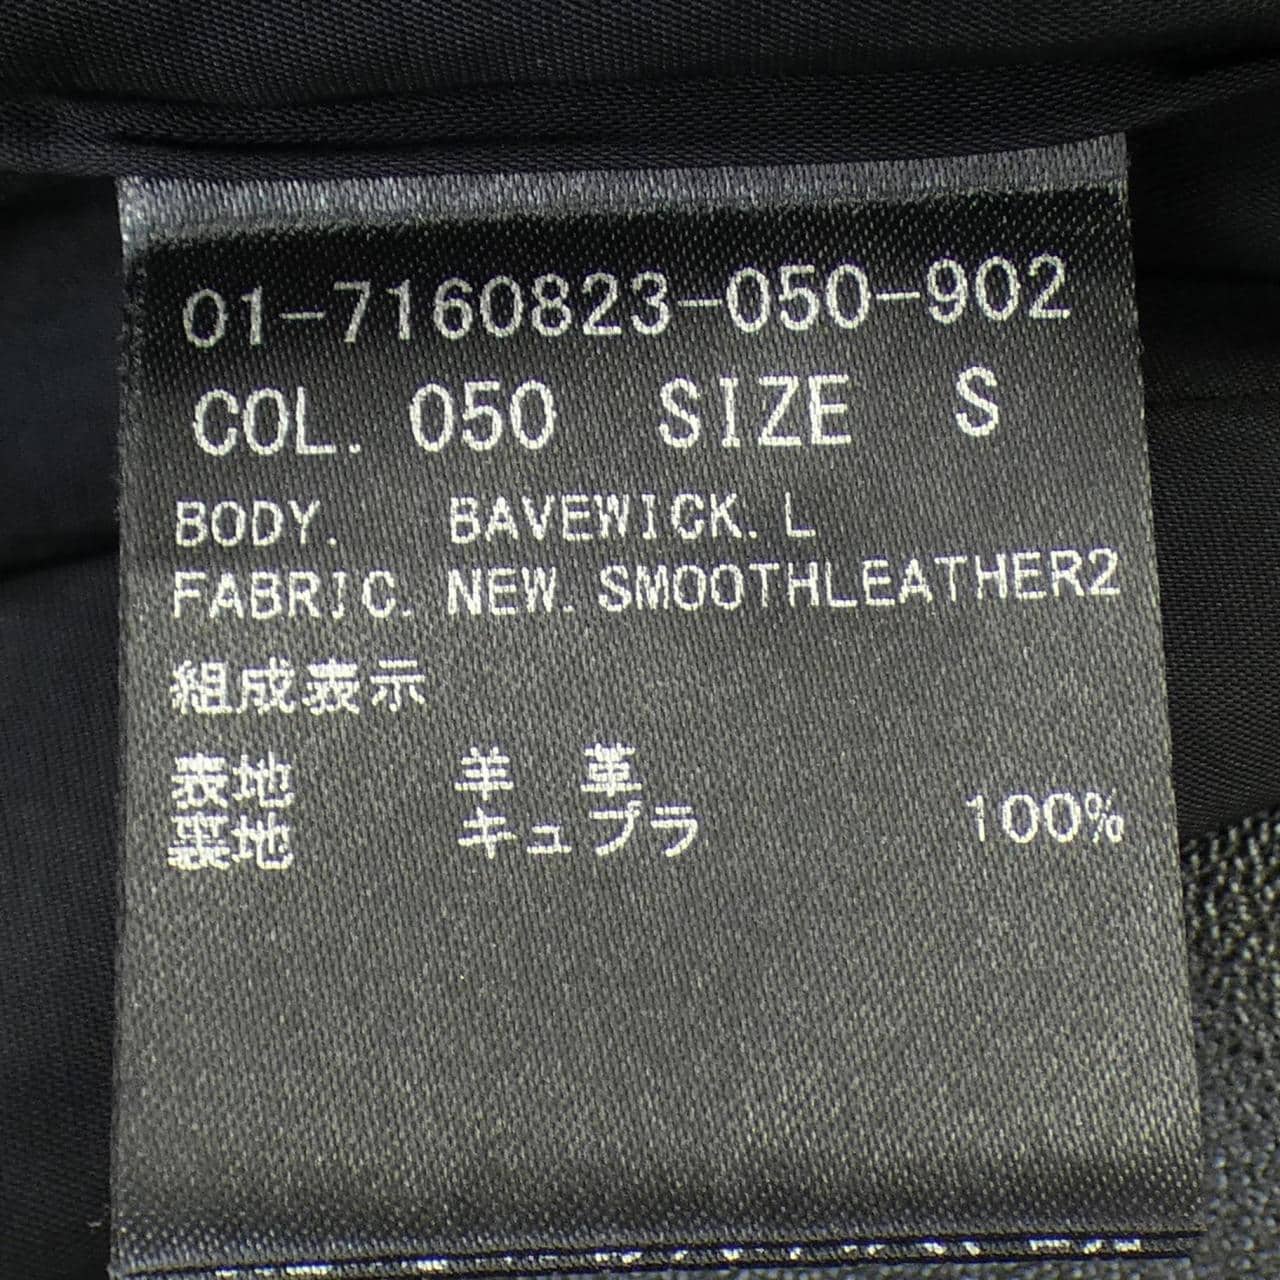 01-7160823-050-902
COL. 050 SIZE S
BODY. BAVEWICK.L
FABRIC. NEW.SMOOTHLEATHER2
組成表示
表地 羊 革
裏地 キュプラ 100%